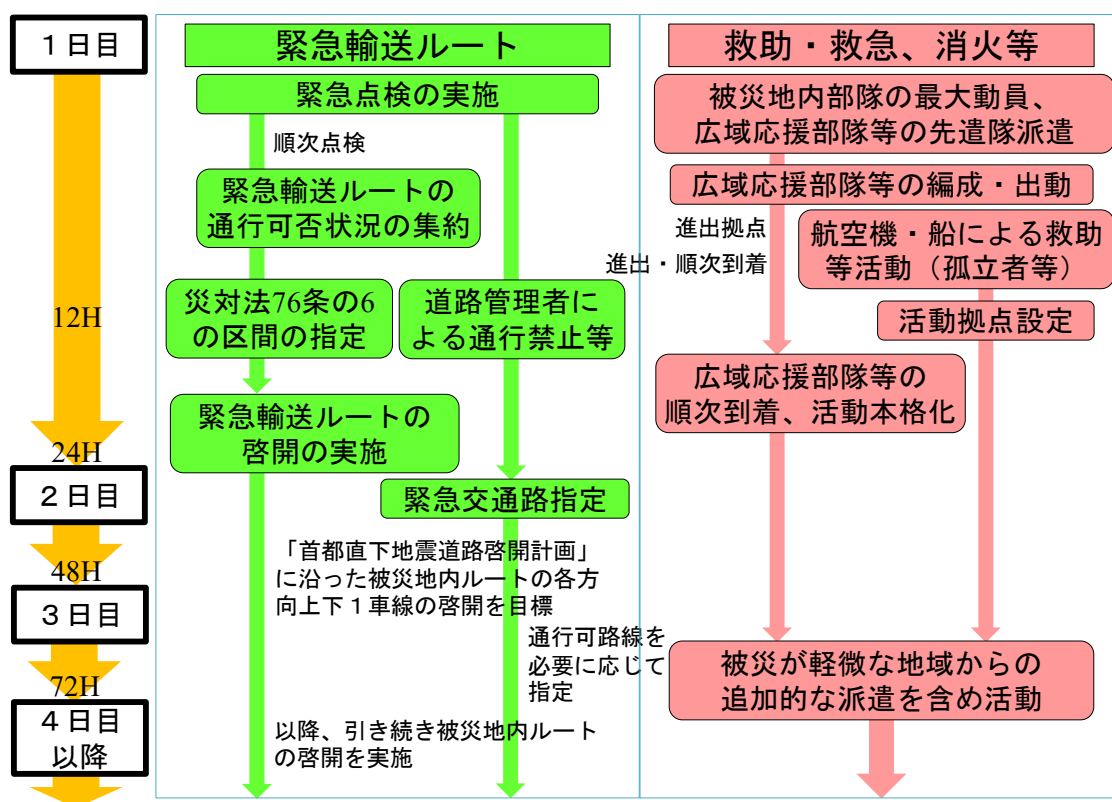 １日目
12H
24H
２日目
48H
３日目
72H
４日目
以降
緊急輸送ルート
緊急点検の実施
順次点検
緊急輸送ルートの
通行可否状況の集約
災対法76条の6
の区間の指定
道路管理者に
よる通行禁止等
緊急輸送ルートの
啓開の実施
緊急交通路指定
「首都直下地震道路啓開計画」
に沿った被災地内ルートの各方
向上下１車線の啓開を目標
通行可路線を
必要に応じて
指定
以降、引き続き被災地内ルート
の啓開を実施
救助・救急、消火等
被災地内部隊の最大動員、
広域応援部隊等の先遣隊派遣
広域応援部隊等の編成・出動
進出拠点
進出・順次到着
航空機・船による救助
等活動（孤立者等）
活動拠点設定
広域応援部隊等の
順次到着、活動本格化
被災が軽微な地域からの
追加的な派遣を含め活動